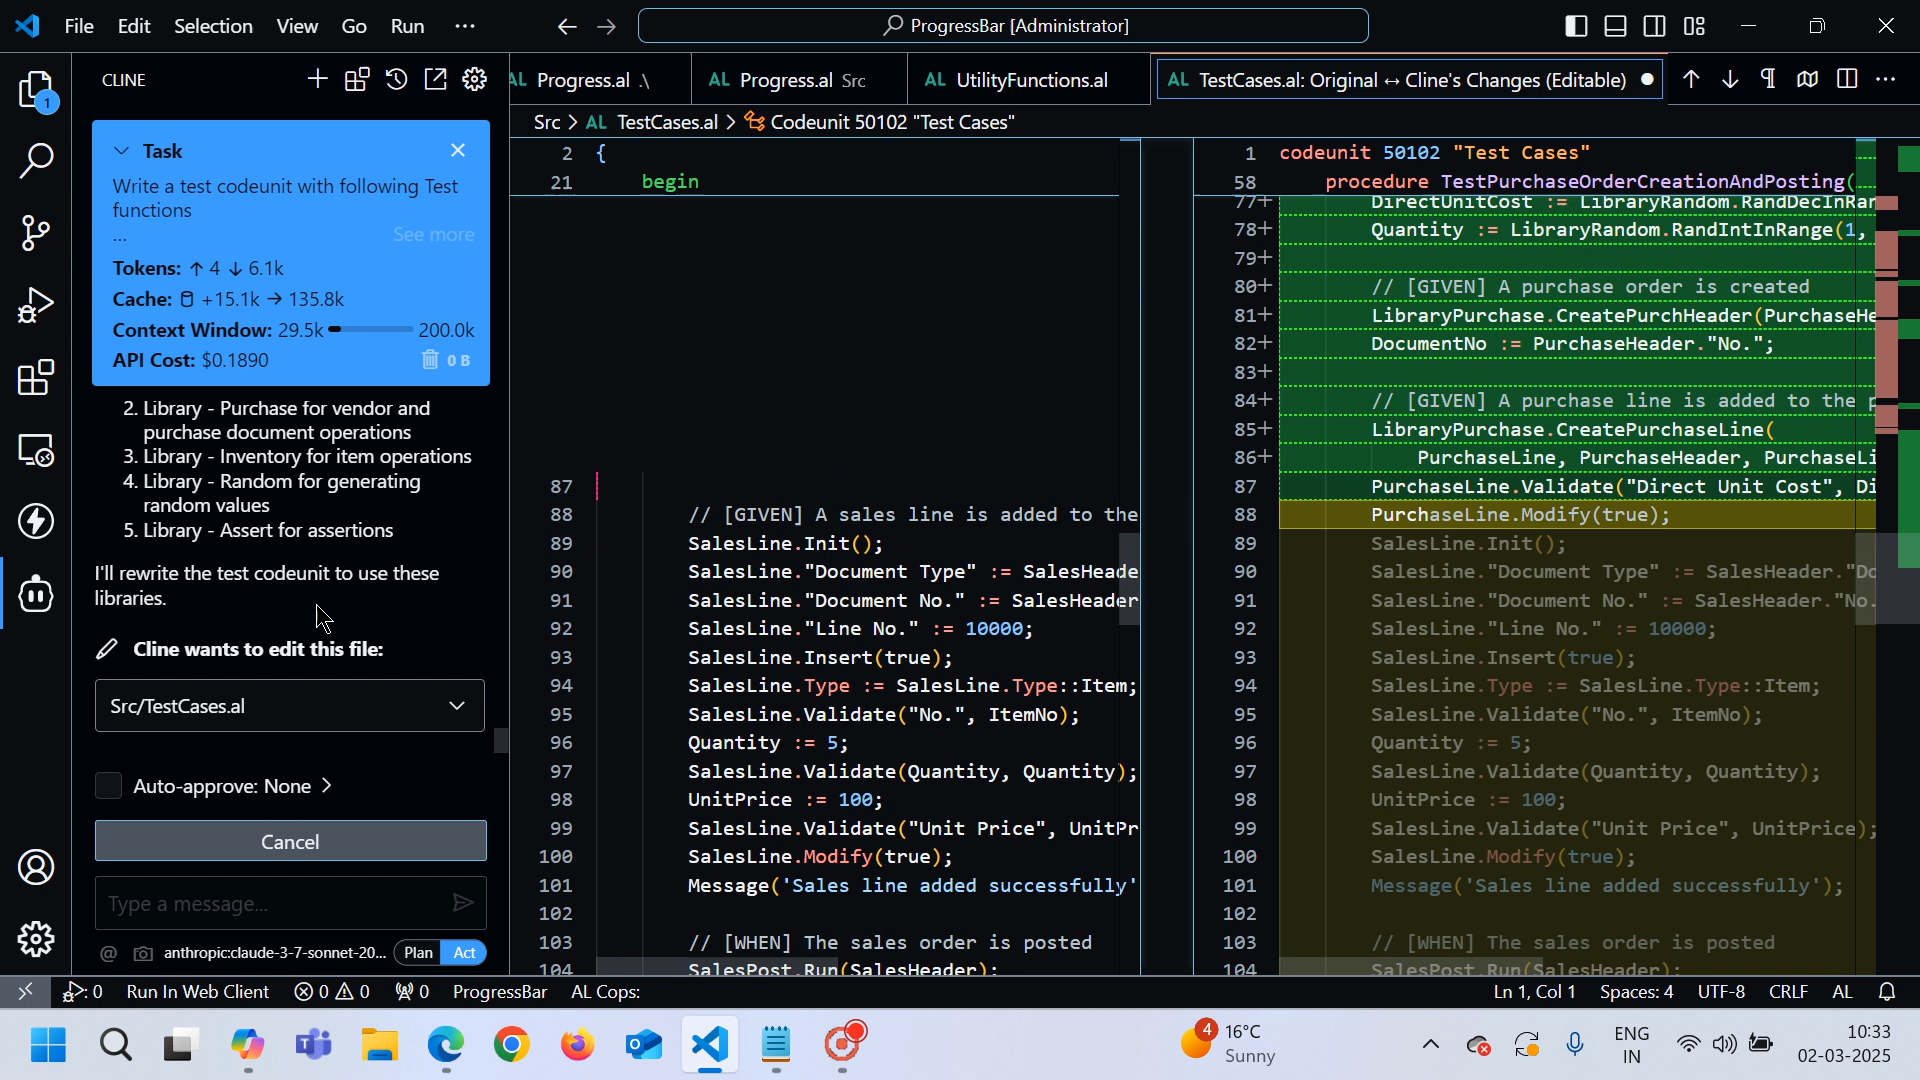 File Edit Selection View Go Run ···
ProgressBar [Administrator]
CLINE
AL Progress.al .\
AL Progress.al Src
AL UtilityFunctions.al
AL TestCases.al: Original ↔ Cline's Changes (Editable)
Src > AL TestCases.al > Codeunit 50102 "Test Cases"
1
Task
Write a test codeunit with following Test
functions
...
See more
Tokens: ↑ 4 ↓ 6.1k
Cache: +15.1k → 135.8k
Context Window: 29.5k 200.0k
API Cost: $0.1890
0 B
2. Library - Purchase for vendor and
purchase document operations
3. Library - Inventory for item operations
4. Library - Random for generating
random values
5. Library - Assert for assertions
I'll rewrite the test codeunit to use these
libraries.
Cline wants to edit this file:
Src/TestCases.al
Auto-approve: None >
Cancel
Type a message...
@ anthropic:claude-3-7-sonnet-20... Plan Act
2 {
21 begin
87
88 // [GIVEN] A sales line is added to the
89 SalesLine.Init();
90 SalesLine."Document Type" := SalesHeade
91 SalesLine."Document No." := SalesHeader
92 SalesLine."Line No." := 10000;
93 SalesLine.Insert(true);
94 SalesLine.Type := SalesLine.Type::Item;
95 SalesLine.Validate("No.", ItemNo);
96 Quantity := 5;
97 SalesLine.Validate(Quantity, Quantity);
98 UnitPrice := 100;
99 SalesLine.Validate("Unit Price", UnitPr
100 SalesLine.Modify(true);
101 Message('Sales line added successfully'
102
103 // [WHEN] The sales order is posted
104 SalesPost.Run(SalesHeader);
1 codeunit 50102 "Test Cases"
58 procedure TestPurchaseOrderCreationAndPosting(
77+ DirectUnitCost := LibraryRandom.RandDecInRan
78+ Quantity := LibraryRandom.RandIntInRange(1,
79+
80+ // [GIVEN] A purchase order is created
81+ LibraryPurchase.CreatePurchHeader(PurchaseHe
82+ DocumentNo := PurchaseHeader."No.";
83+
84+ // [GIVEN] A purchase line is added to the p
85+ LibraryPurchase.CreatePurchaseLine(
86+ PurchaseLine, PurchaseHeader, PurchaseLi
87 PurchaseLine.Validate("Direct Unit Cost", Di
88 PurchaseLine.Modify(true);
89 SalesLine.Init();
90 SalesLine."Document Type" := SalesHeader."Do
91 SalesLine."Document No." := SalesHeader."No.
92 SalesLine."Line No." := 10000;
93 SalesLine.Insert(true);
94 SalesLine.Type := SalesLine.Type::Item;
95 SalesLine.Validate("No.", ItemNo);
96 Quantity := 5;
97 SalesLine.Validate(Quantity, Quantity);
98 UnitPrice := 100;
99 SalesLine.Validate("Unit Price", UnitPrice);
100 SalesLine.Modify(true);
101 Message('Sales line added successfully');
102
103 // [WHEN] The sales order is posted
104 SalesPost.Run(SalesHeader);
0 Run In Web Client 0 0 0 ProgressBar AL Cops:
Ln 1, Col 1 Spaces: 4 UTF-8 CRLF AL
4 16°C
Sunny
ENG
IN
10:33
02-03-2025